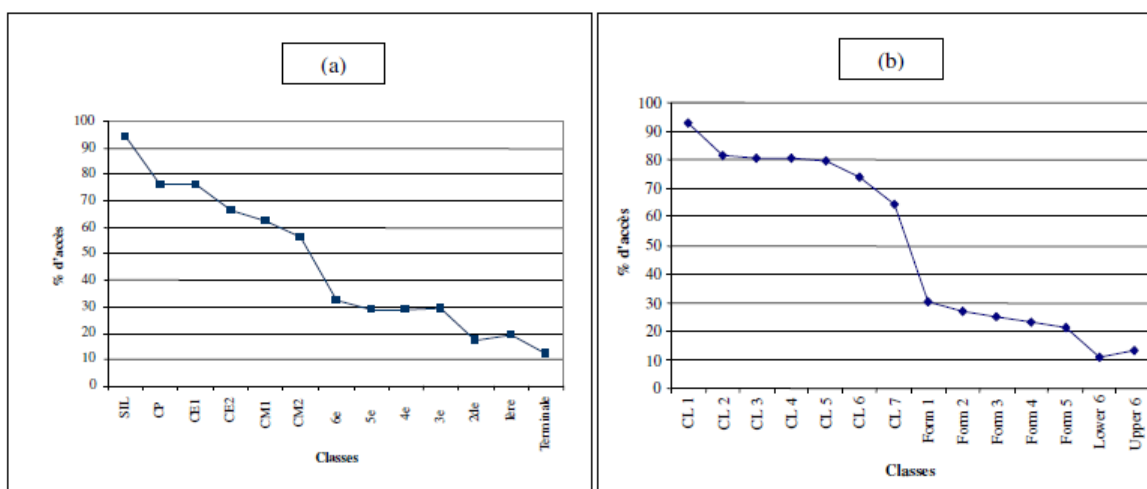 (a)
100
90
80
70
60
50
40
30
20
10
0
% d'accès
SIL
CP
CE1
CE2
CM1
CM2
6e
5e
4e
3e
2de
1ère
Terminale
Classes
(b)
100
90
80
70
60
50
40
30
20
10
0
% d'accès
CL 1
CL 2
CL 3
CL 4
CL 5
CL 6
CL 7
Form 1
Form 2
Form 3
Form 4
Form 5
Lower 6
Upper 6
Classes